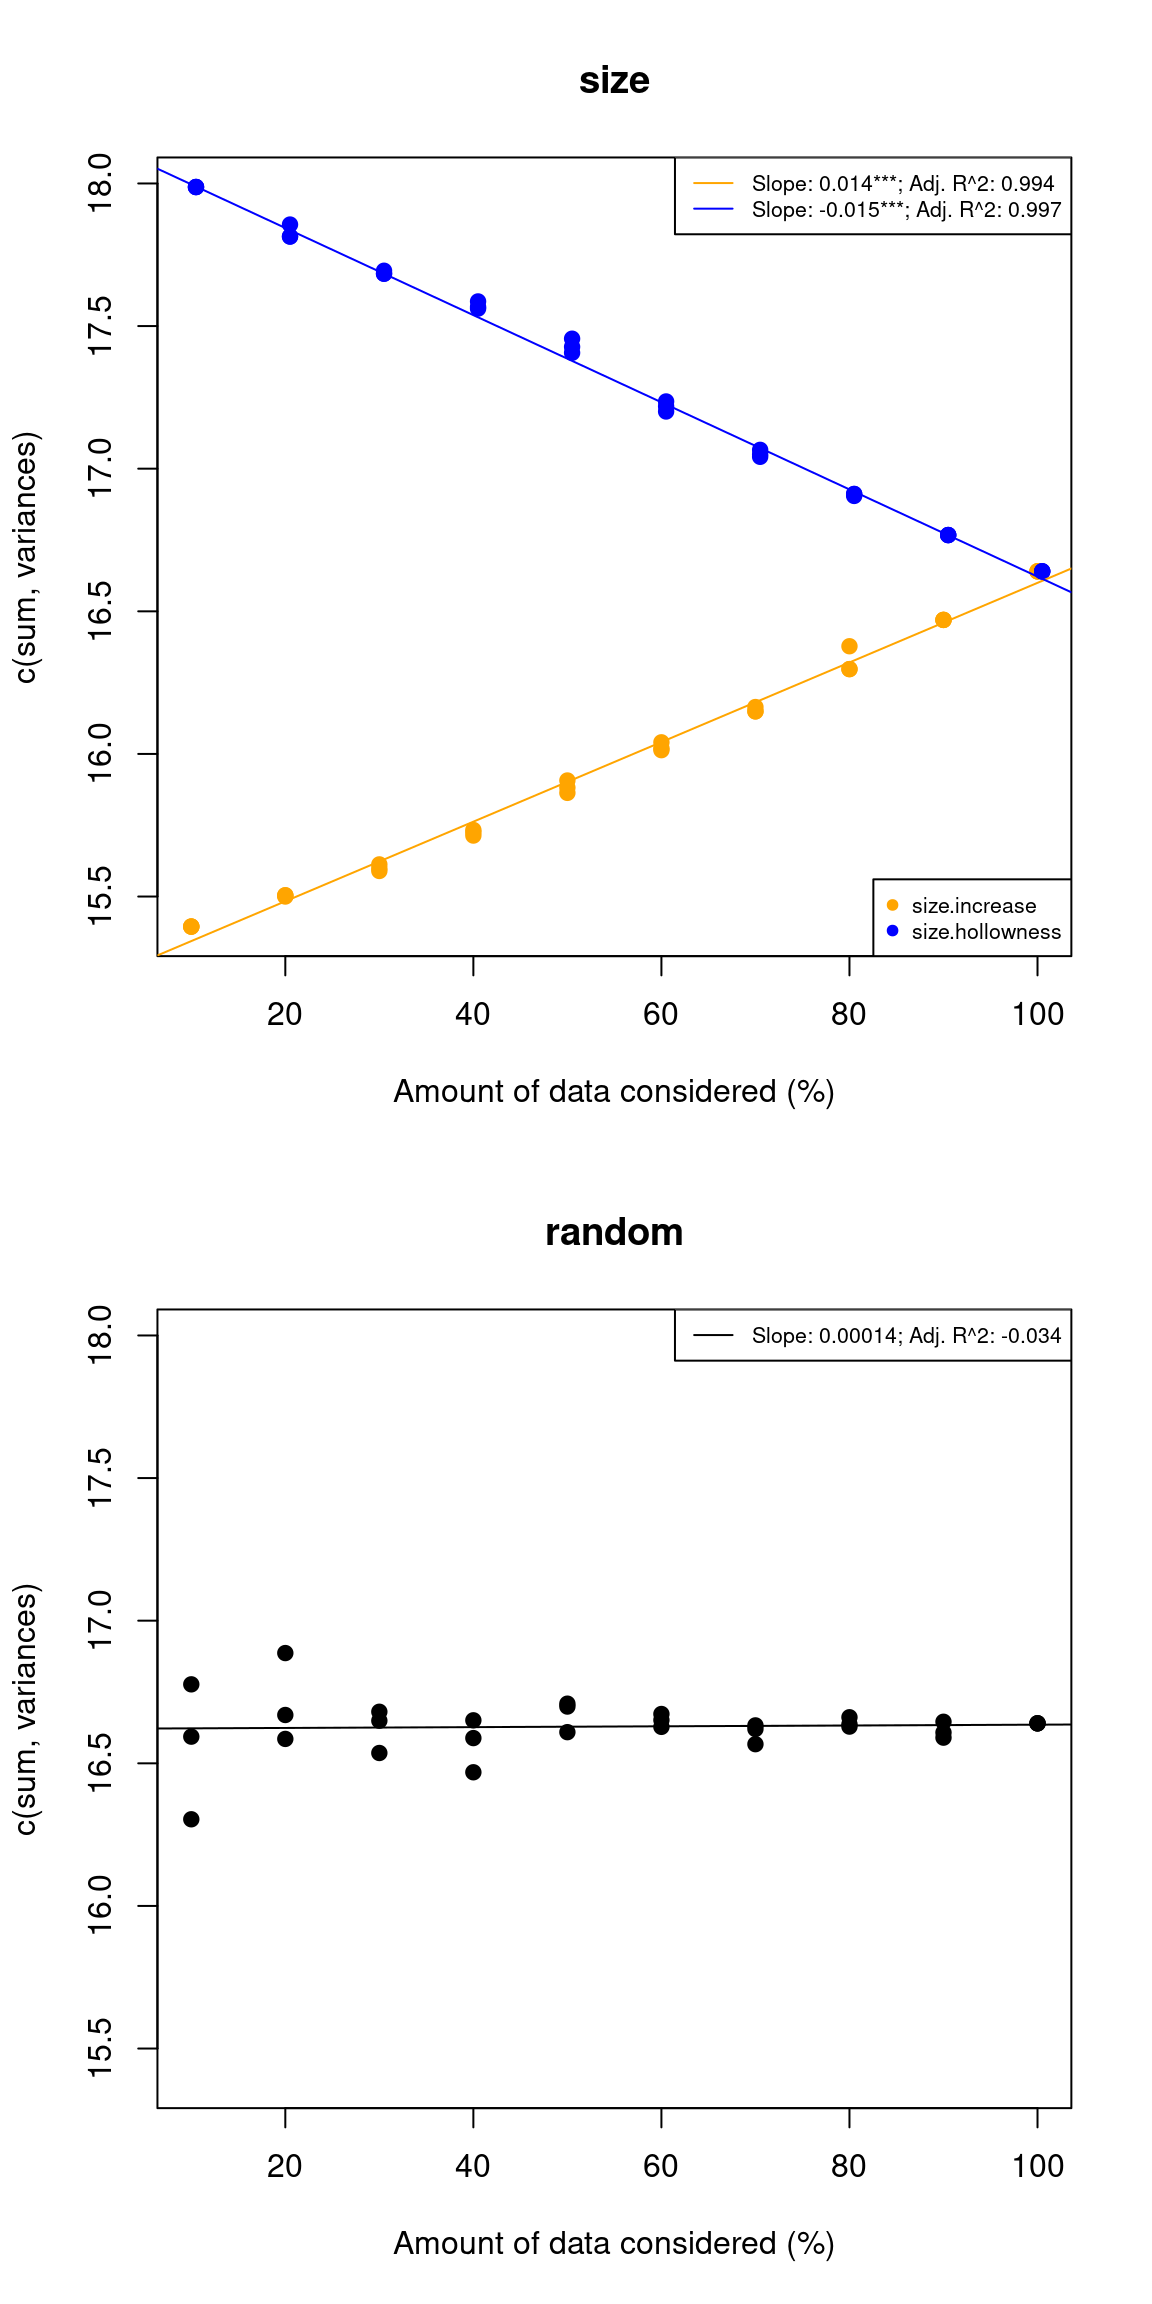 size
18.0
17.5
17.0
16.5
16.0
15.5
c(sum, variances)
Slope: 0.014***; Adj. R^2: 0.994
Slope: -0.015***; Adj. R^2: 0.997
size.increase
size.hollowness
20 40 60 80 100
Amount of data considered (%)
random
18.0
17.5
17.0
16.5
16.0
15.5
c(sum, variances)
Slope: 0.00014; Adj. R^2: -0.034
20 40 60 80 100
Amount of data considered (%)